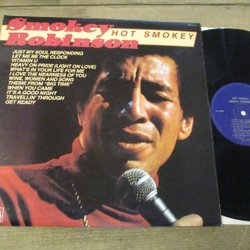 Smokey
Robinson
HOT SMOKEY
JUST MY SOUL RESPONDING
LET ME BE THE CLOCK
VITAMIN U
HEAVY ON PRIDE (LIGHT ON LOVE)
WHAT'S IN YOUR LIFE FOR ME
I LOVE THE NEARNESS OF YOU
WINE, WOMEN AND SONG
THEME FROM "BIG TIME"
WHEN YOU CAME
IT'S A GOOD NIGHT
TRAVELLIN' THROUGH
GET READY